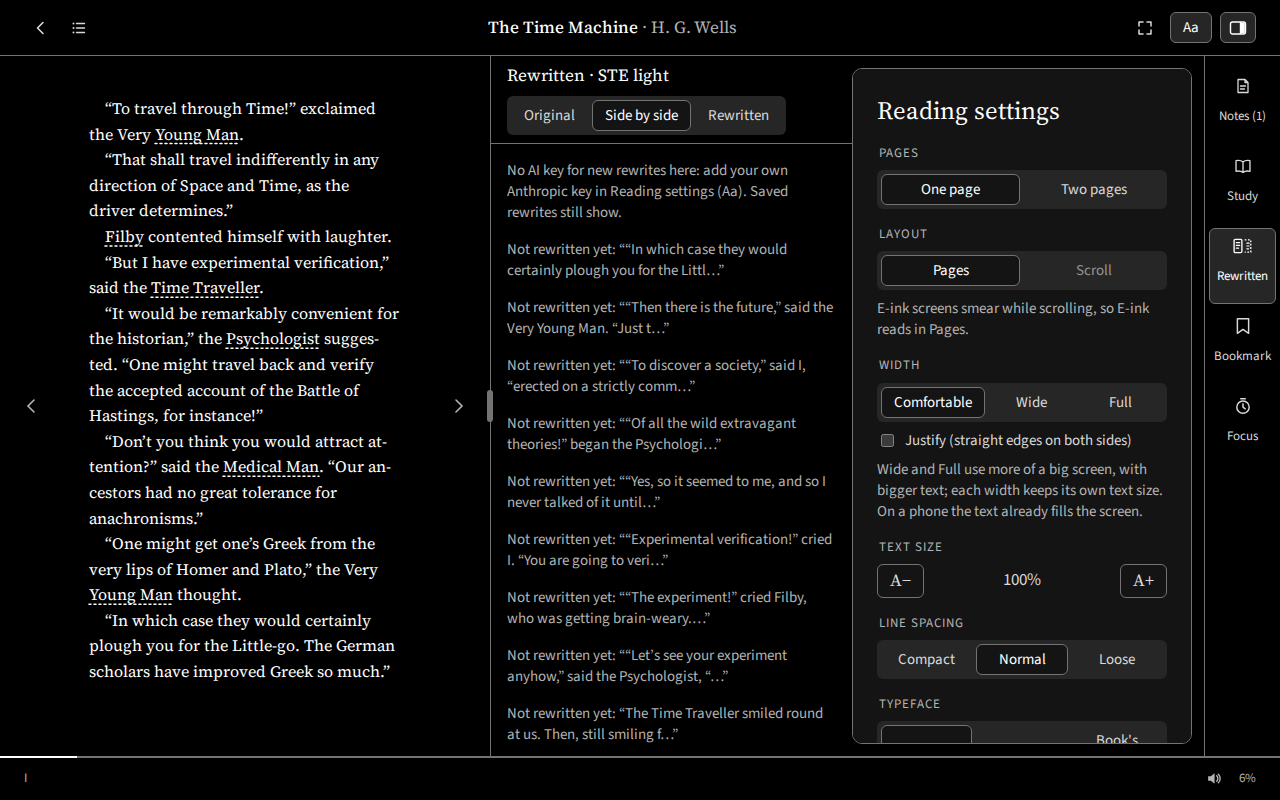 The Time Machine · H. G. Wells
Aa
“To travel through Time!” exclaimed
the Very Young Man.
“That shall travel indifferently in any
direction of Space and Time, as the
driver determines.”
Filby contented himself with laughter.
“But I have experimental verification,”
said the Time Traveller.
“It would be remarkably convenient for
the historian,” the Psychologist sugges-
ted. “One might travel back and verify
the accepted account of the Battle of
Hastings, for instance!”
“Don’t you think you would attract at-
tention?” said the Medical Man. “Our an-
cestors had no great tolerance for
anachronisms.”
“One might get one’s Greek from the
very lips of Homer and Plato,” the Very
Young Man thought.
“In which case they would certainly
plough you for the Little-go. The German
scholars have improved Greek so much.”
Rewritten · STE light
Original
Side by side
Rewritten
No AI key for new rewrites here: add your own
Anthropic key in Reading settings (Aa). Saved
rewrites still show.
Not rewritten yet: ““In which case they would
certainly plough you for the Littl…”
Not rewritten yet: ““Then there is the future,” said the
Very Young Man. “Just t…”
Not rewritten yet: ““To discover a society,” said I,
“erected on a strictly comm…”
Not rewritten yet: ““Of all the wild extravagant
theories!” began the Psychologi…”
Not rewritten yet: ““Yes, so it seemed to me, and so I
never talked of it until…”
Not rewritten yet: ““Experimental verification!” cried
I. “You are going to veri…”
Not rewritten yet: ““The experiment!” cried Filby,
who was getting brain-weary.…”
Not rewritten yet: ““Let’s see your experiment
anyhow,” said the Psychologist, “…”
Not rewritten yet: “The Time Traveller smiled round
at us. Then, still smiling f…”
Reading settings
PAGES
One page
Two pages
LAYOUT
Pages
Scroll
E-ink screens smear while scrolling, so E-ink
reads in Pages.
WIDTH
Comfortable
Wide
Full
Justify (straight edges on both sides)
Wide and Full use more of a big screen, with
bigger text; each width keeps its own text size.
On a phone the text already fills the screen.
TEXT SIZE
A−
100%
A+
LINE SPACING
Compact
Normal
Loose
TYPEFACE
Book’s
Notes (1)
Study
Rewritten
Bookmark
Focus
I
6%